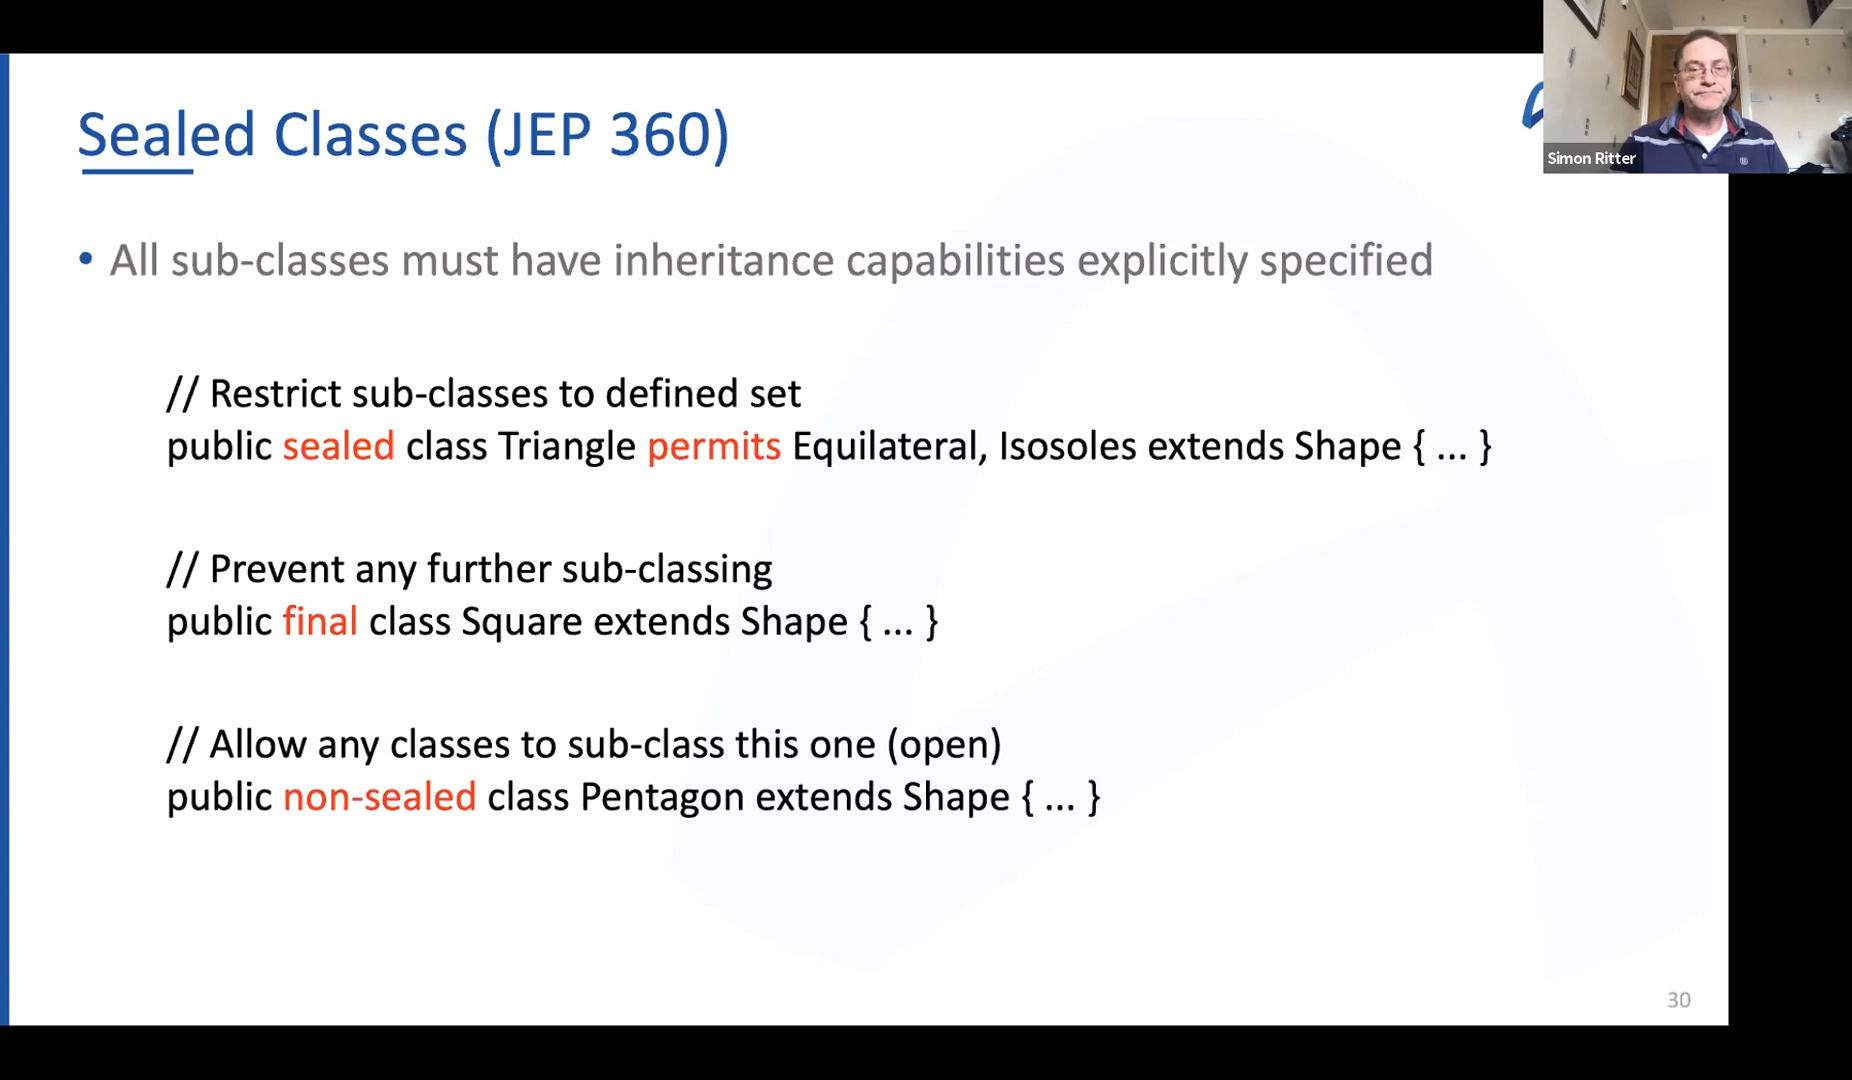 Sealed Classes (JEP 360)
Simon Ritter
• All sub-classes must have inheritance capabilities explicitly specified
// Restrict sub-classes to defined set
public sealed class Triangle permits Equilateral, Isosoles extends Shape { ... }
// Prevent any further sub-classing
public final class Square extends Shape { ... }
// Allow any classes to sub-class this one (open)
public non-sealed class Pentagon extends Shape { ... }
30